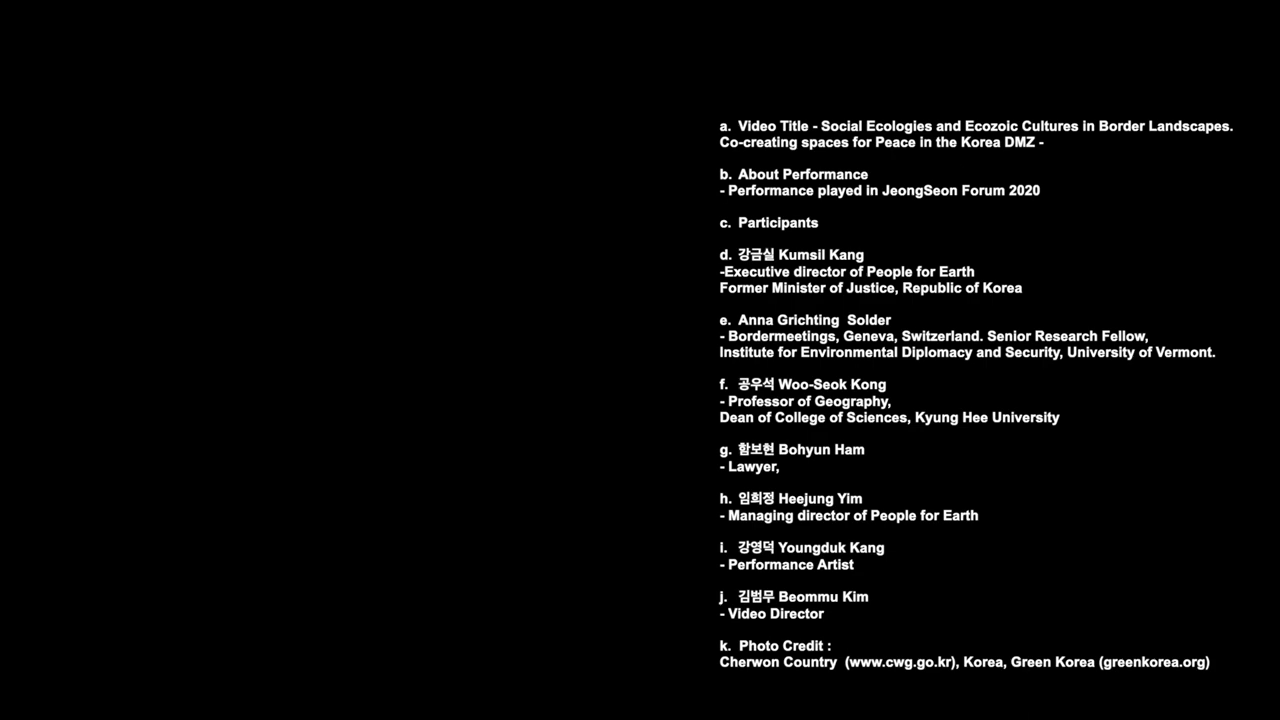 a. Video Title - Social Ecologies and Ecozoic Cultures in Border Landscapes.
Co-creating spaces for Peace in the Korea DMZ -
b. About Performance
- Performance played in JeongSeon Forum 2020
c. Participants
d. 강금실 Kumsil Kang
-Executive director of People for Earth
Former Minister of Justice, Republic of Korea
e. Anna Grichting  Solder
- Bordermeetings, Geneva, Switzerland. Senior Research Fellow,
Institute for Environmental Diplomacy and Security, University of Vermont.
f. 공우석 Woo-Seok Kong
- Professor of Geography,
Dean of College of Sciences, Kyung Hee University
g. 함보현 Bohyun Ham
- Lawyer,
h. 임희정 Heejung Yim
- Managing director of People for Earth
i. 강영덕 Youngduk Kang
- Performance Artist
j. 김범무 Beommu Kim
- Video Director
k. Photo Credit :
Cherwon Country  (www.cwg.go.kr), Korea, Green Korea (greenkorea.org)